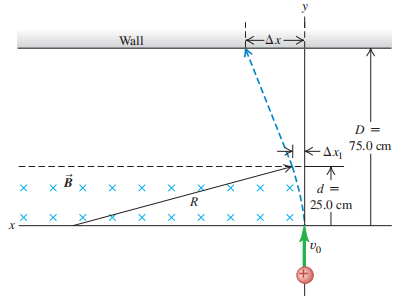 y
Wall
Δx
D =
75.0 cm
Δx₁
B⃗
d =
25.0 cm
R
x
v₀
+